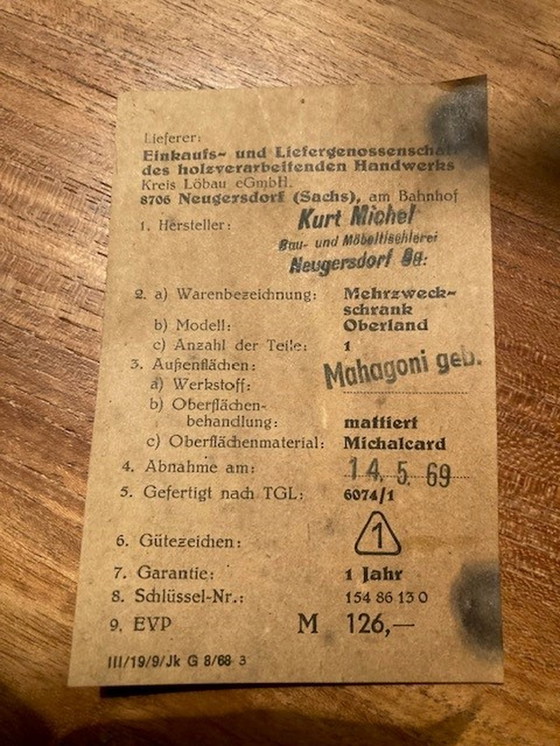 Lieferer:
Einkaufs- und Liefergenossenscha
des holzverarbeitenden Handwerks
Kreis Löbau eGmbH.
8706 Neugersdorf (Sachs), am Bahnhof
1. Hersteller: Kurt Michel
Bau- und Möbeltischlerei
Neugersdorf Sa:
2. a) Warenbezeichnung: Mehrzweck-
schrank
b) Modell: Oberland
c) Anzahl der Teile: 1
3. Außenflächen:
a) Werkstoff: Mahagoni geb.
b) Oberflächen-
behandlung: mattiert
c) Oberflächenmaterial: Michalcard
4. Abnahme am: 14. 5. 69
5. Gefertigt nach TGL: 6074/1
6. Gütezeichen: 1
7. Garantie: 1 Jahr
8. Schlüssel-Nr.: 154 86 13 0
9. EVP M 126,—
III/19/9/Jk G 8/68 3